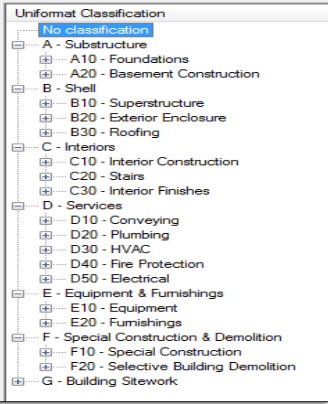 Uniformat Classification
No classification
A - Substructure
A10 - Foundations
A20 - Basement Construction
B - Shell
B10 - Superstructure
B20 - Exterior Enclosure
B30 - Roofing
C - Interiors
C10 - Interior Construction
C20 - Stairs
C30 - Interior Finishes
D - Services
D10 - Conveying
D20 - Plumbing
D30 - HVAC
D40 - Fire Protection
D50 - Electrical
E - Equipment & Furnishings
E10 - Equipment
E20 - Furnishings
F - Special Construction & Demolition
F10 - Special Construction
F20 - Selective Building Demolition
G - Building Sitework